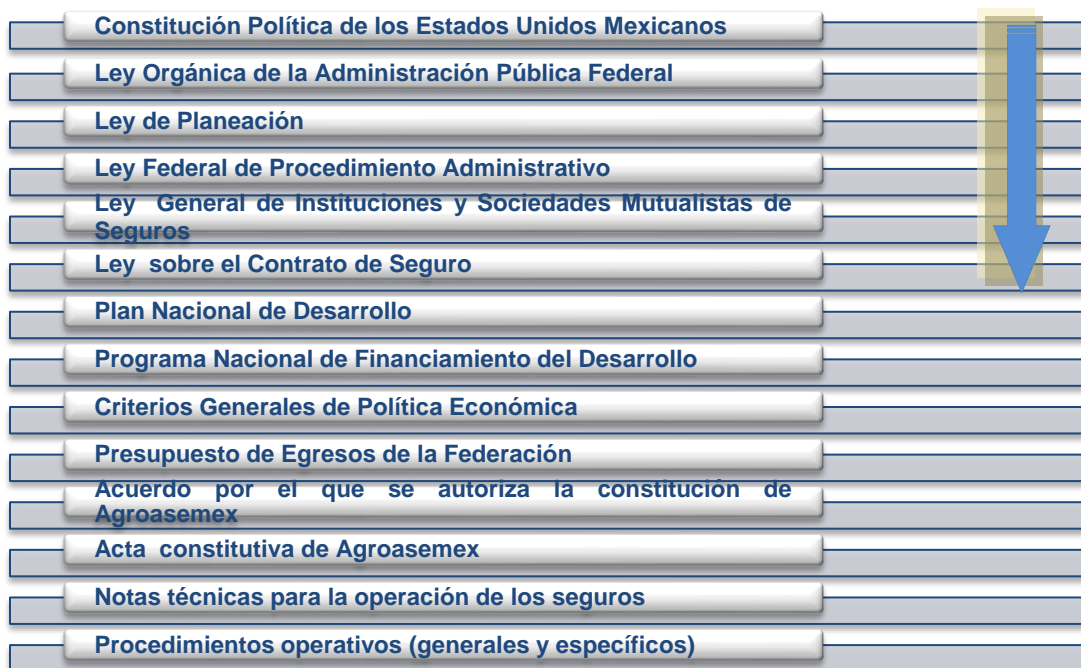 Constitución Política de los Estados Unidos Mexicanos
Ley Orgánica de la Administración Pública Federal
Ley de Planeación
Ley Federal de Procedimiento Administrativo
Ley General de Instituciones y Sociedades Mutualistas de
Seguros
Ley sobre el Contrato de Seguro
Plan Nacional de Desarrollo
Programa Nacional de Financiamiento del Desarrollo
Criterios Generales de Política Económica
Presupuesto de Egresos de la Federación
Acuerdo por el que se autoriza la constitución de
Agroasemex
Acta constitutiva de Agroasemex
Notas técnicas para la operación de los seguros
Procedimientos operativos (generales y específicos)